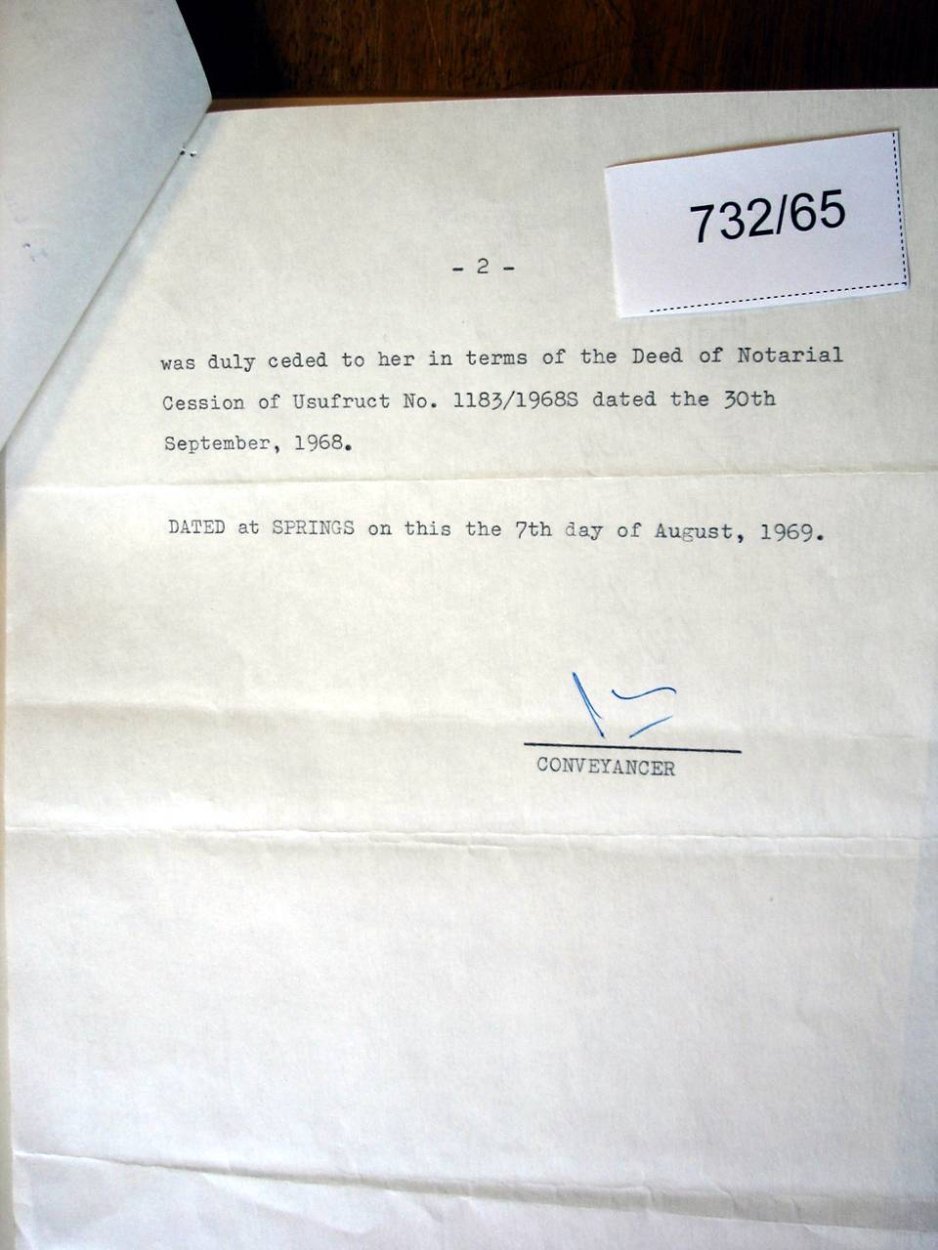 732/65
- 2 -
was duly ceded to her in terms of the Deed of Notarial
Cession of Usufruct No. 1183/1968S dated the 30th
September, 1968.
DATED at SPRINGS on this the 7th day of August, 1969.
CONVEYANCER